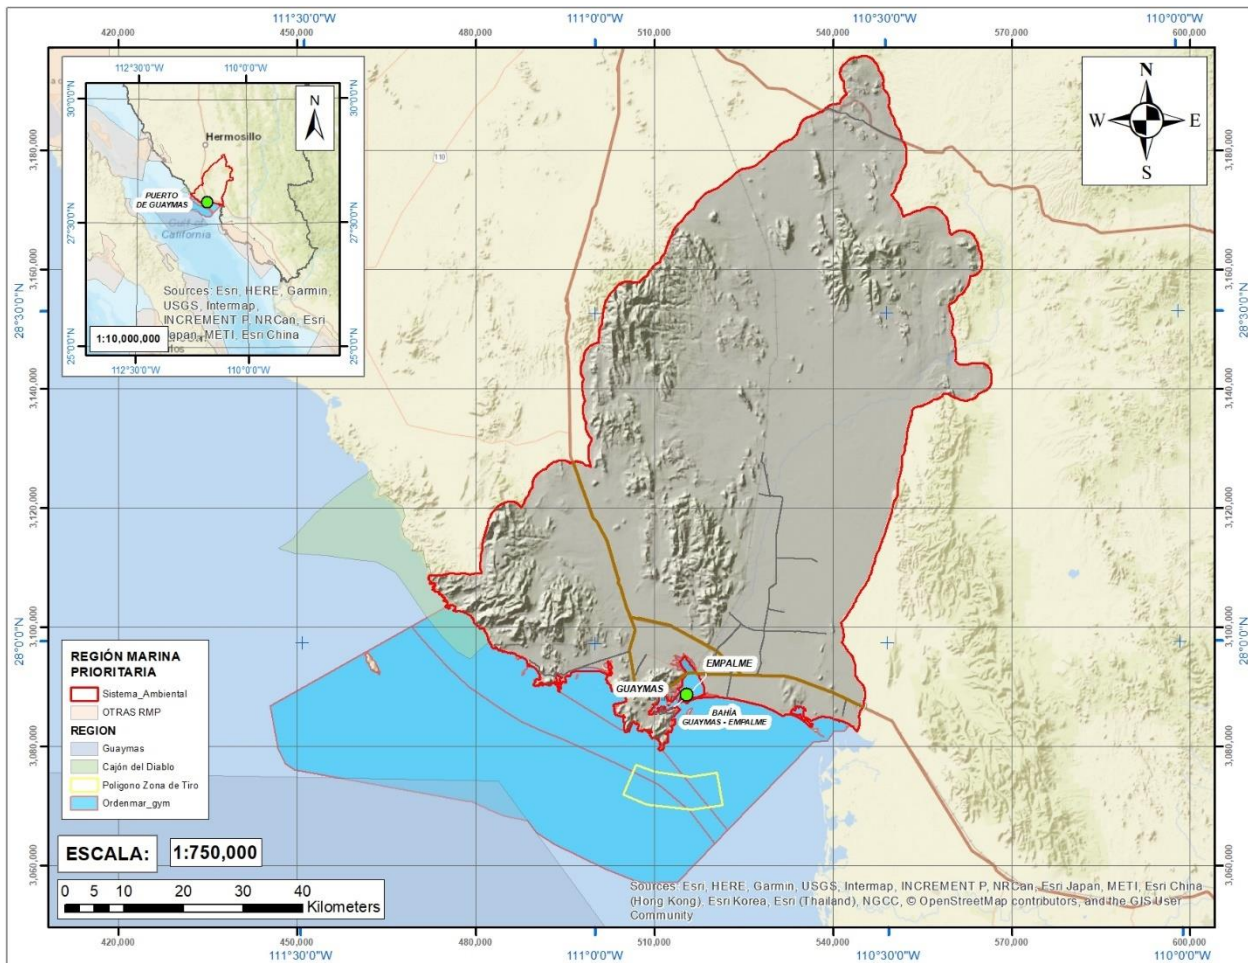 111°30'0"W 111°0'0"W 110°30'0"W 110°0'0"W
420,000 450,000 480,000 510,000 540,000 570,000 600,000
112°30'0"W 110°0'0"W
30°0'0"N
27°30'0"N
25°0'0"N
N
Hermosillo
PUERTO
DE GUAYMAS
Gulf of
California
Sources: Esri, HERE, Garmin,
USGS, Intermap,
INCREMENT P, NRCan, Esri
Japan, METI, Esri China
1:10,000,000
30°0'0"N
27°30'0"N
25°0'0"N
112°30'0"W 110°0'0"W
N
W E
S
110
3,180,000
3,160,000
28°30'0"N
3,140,000
3,120,000
3,100,000
28°0'0"N
3,080,000
3,060,000
3,180,000
3,160,000
28°30'0"N
3,140,000
3,120,000
3,100,000
28°0'0"N
3,080,000
3,060,000
EMPALME
GUAYMAS
BAHÍA
GUAYMAS - EMPALME
REGIÓN MARINA
PRIORITARIA
Sistema_Ambiental
OTRAS RMP
REGION
Guaymas
Cajón del Diablo
Poligono Zona de Tiro
Ordenmar_gym
ESCALA: 1:750,000
0 5 10 20 30 40
Kilometers
Sources: Esri, HERE, Garmin, USGS, Intermap, INCREMENT P, NRCan, Esri Japan, METI, Esri China
(Hong Kong), Esri Korea, Esri (Thailand), NGCC, © OpenStreetMap contributors, and the GIS User
Community
420,000 450,000 480,000 510,000 540,000 570,000 600,000
111°30'0"W 111°0'0"W 110°30'0"W 110°0'0"W